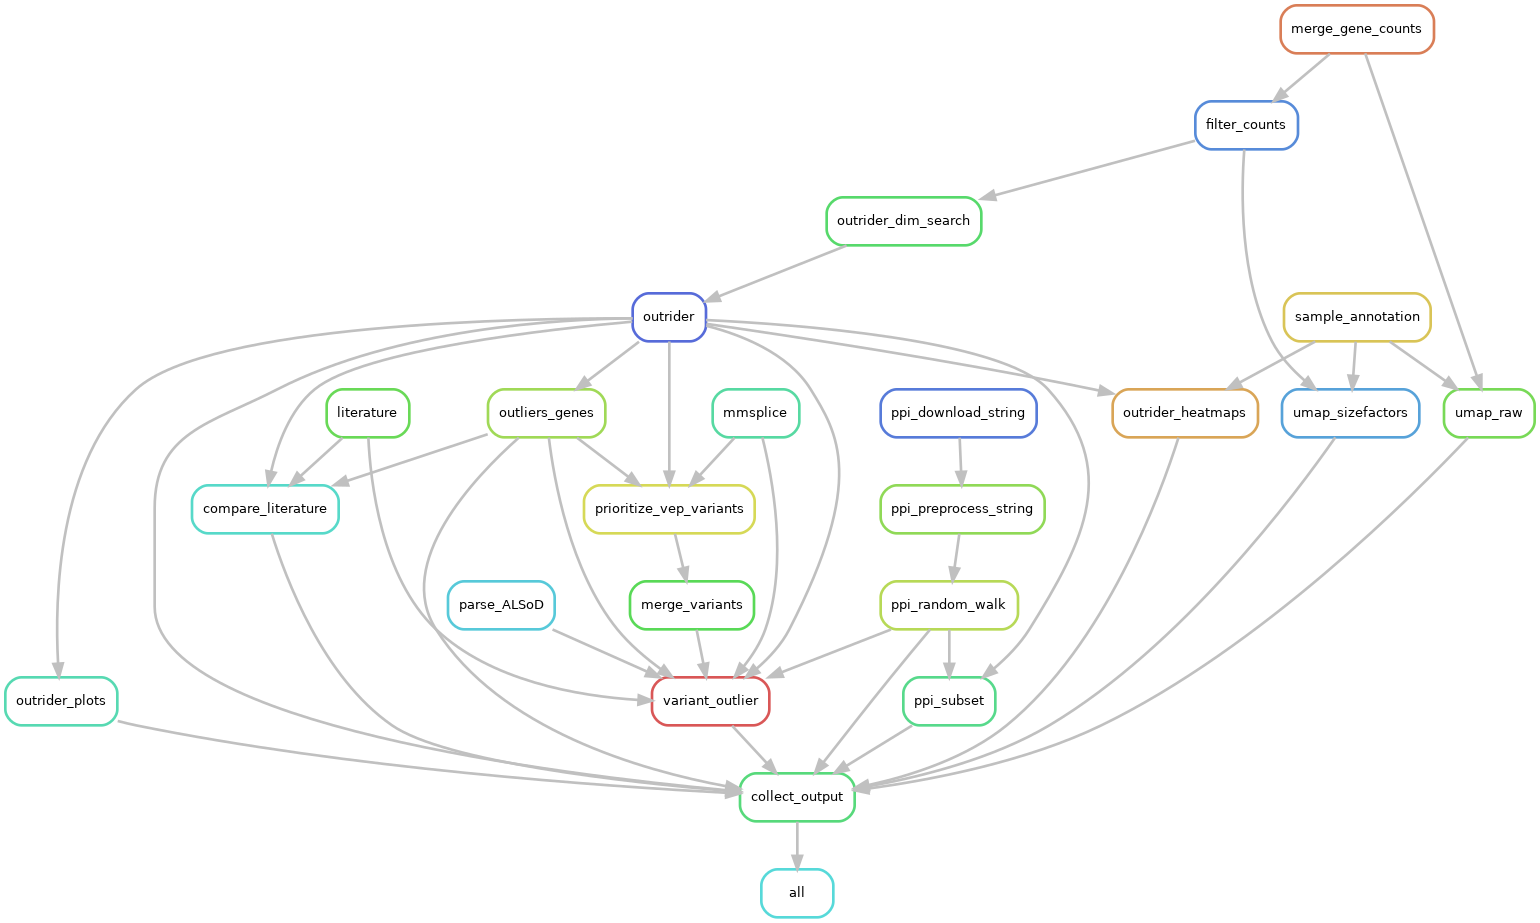 merge_gene_counts
filter_counts
outrider_dim_search
outrider
sample_annotation
literature
outliers_genes
mmsplice
ppi_download_string
outrider_heatmaps
umap_sizefactors
umap_raw
compare_literature
prioritize_vep_variants
ppi_preprocess_string
parse_ALSoD
merge_variants
ppi_random_walk
outrider_plots
variant_outlier
ppi_subset
collect_output
all